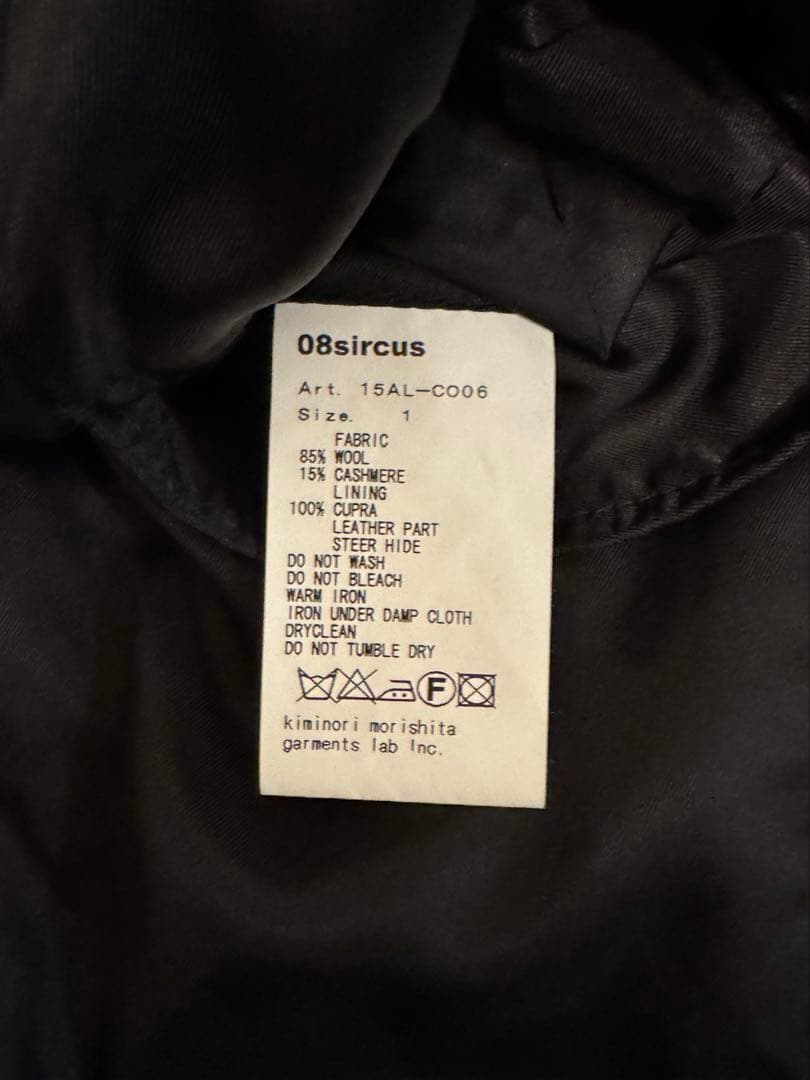 08sircus
Art. 15AL-CO06
Size. 1
FABRIC
85% WOOL
15% CASHMERE
LINING
100% CUPRA
LEATHER PART
STEER HIDE
DO NOT WASH
DO NOT BLEACH
WARM IRON
IRON UNDER DAMP CLOTH
DRYCLEAN
DO NOT TUMBLE DRY
F
kiminori morishita
garments lab Inc.